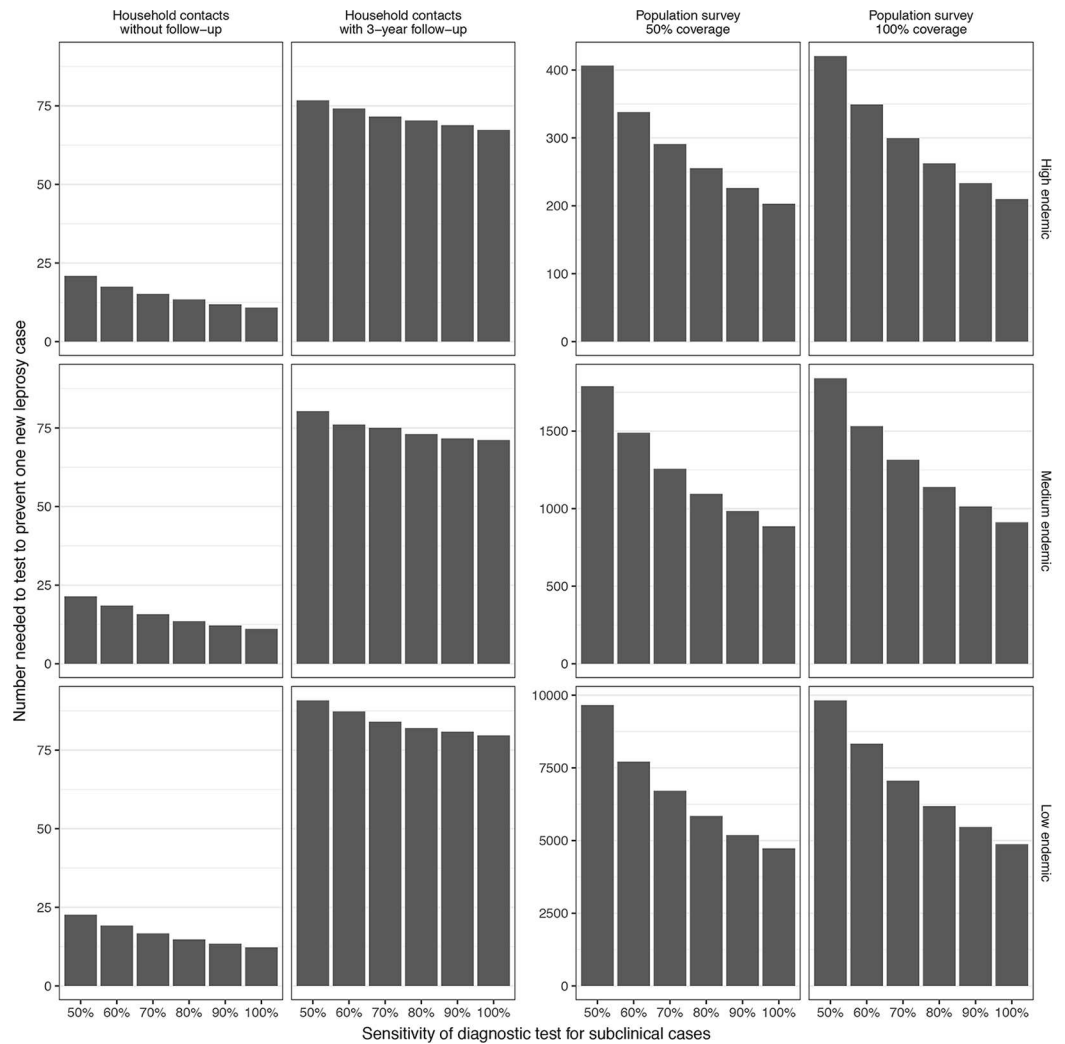 Household contacts
without follow–up
Household contacts
with 3–year follow–up
Population survey
50% coverage
Population survey
100% coverage
Number needed to test to prevent one new leprosy case
75
50
25
0
400
300
200
100
0
High endemic
75
50
25
0
1500
1000
500
0
Medium endemic
75
50
25
0
10000
7500
5000
2500
0
Low endemic
50% 60% 70% 80% 90% 100%
50% 60% 70% 80% 90% 100%
50% 60% 70% 80% 90% 100%
50% 60% 70% 80% 90% 100%
Sensitivity of diagnostic test for subclinical cases